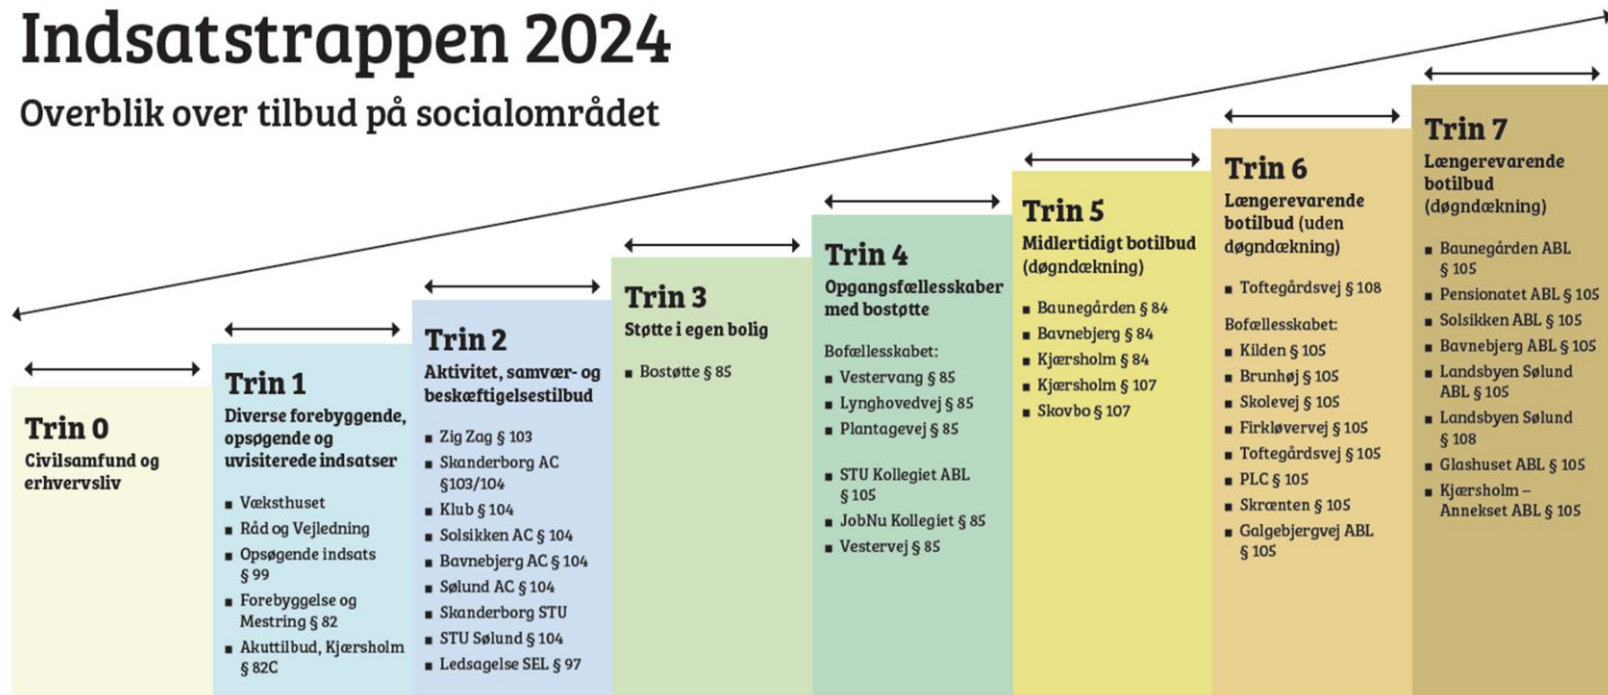 Indsatstrappen 2024
Overblik over tilbud på socialområdet
Trin 0
Civilsamfund og
erhvervsliv
Trin 1
Diverse forebyggende,
opsøgende og
uvisiterede indsatser
▪ Væksthuset
▪ Råd og Vejledning
▪ Opsøgende indsats
§ 99
▪ Forebyggelse og
Mestring § 82
▪ Akuttilbud, Kjærsholm
§ 82C
Trin 2
Aktivitet, samvær- og
beskæftigelsestilbud
▪ Zig Zag § 103
▪ Skanderborg AC
§103/104
▪ Klub § 104
▪ Solsikken AC § 104
▪ Bavnebjerg AC § 104
▪ Sølund AC § 104
▪ Skanderborg STU
▪ STU Sølund § 104
▪ Ledsagelse SEL § 97
Trin 3
Støtte i egen bolig
▪ Bostøtte § 85
Trin 4
Opgangsfællesskaber
med bostøtte
Bofællesskabet:
▪ Vestervang § 85
▪ Lynghovedvej § 85
▪ Plantagevej § 85
▪ STU Kollegiet ABL
§ 105
▪ JobNu Kollegiet § 85
▪ Vestervej § 85
Trin 5
Midlertidigt botilbud
(døgndækning)
▪ Baunegården § 84
▪ Bavnebjerg § 84
▪ Kjærsholm § 84
▪ Kjærsholm § 107
▪ Skovbo § 107
Trin 6
Længerevarende
botilbud (uden
døgndækning)
▪ Toftegårdsvej § 108
Bofællesskabet:
▪ Kilden § 105
▪ Brunhøj § 105
▪ Skolevej § 105
▪ Firkløvervej § 105
▪ Toftegårdsvej § 105
▪ PLC § 105
▪ Skrænten § 105
▪ Galgebjergvej ABL
§ 105
Trin 7
Længerevarende
botilbud
(døgndækning)
▪ Baunegården ABL
§ 105
▪ Pensionatet ABL § 105
▪ Solsikken ABL § 105
▪ Bavnebjerg ABL § 105
▪ Landsbyen Sølund
ABL § 105
▪ Landsbyen Sølund
§ 108
▪ Glashuset ABL § 105
▪ Kjærsholm –
Annekset ABL § 105